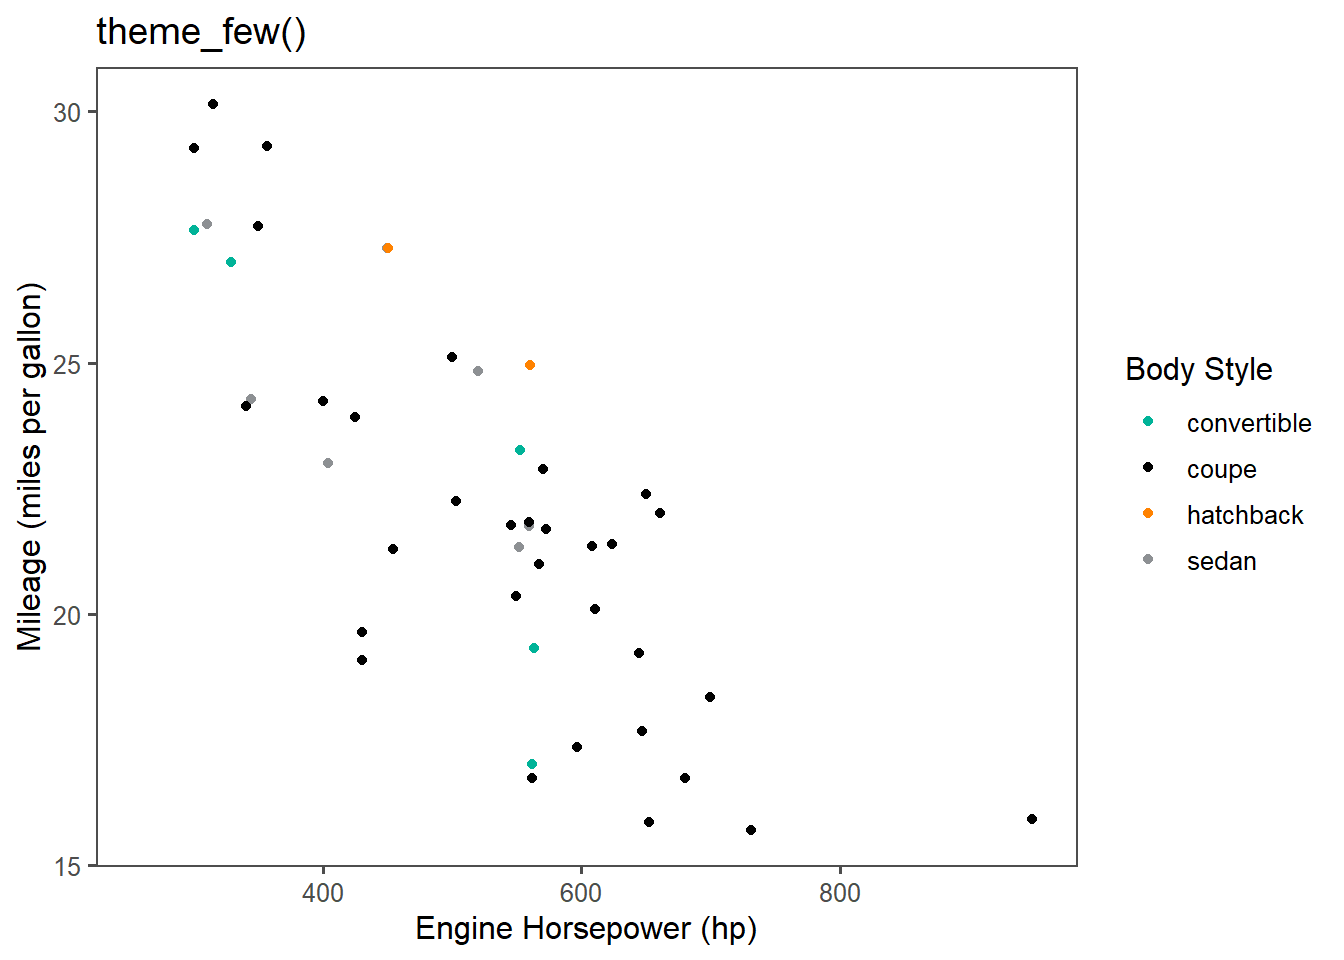 theme_few()
30
25
20
15
Mileage (miles per gallon)
400 600 800
Engine Horsepower (hp)
Body Style
convertible
coupe
hatchback
sedan